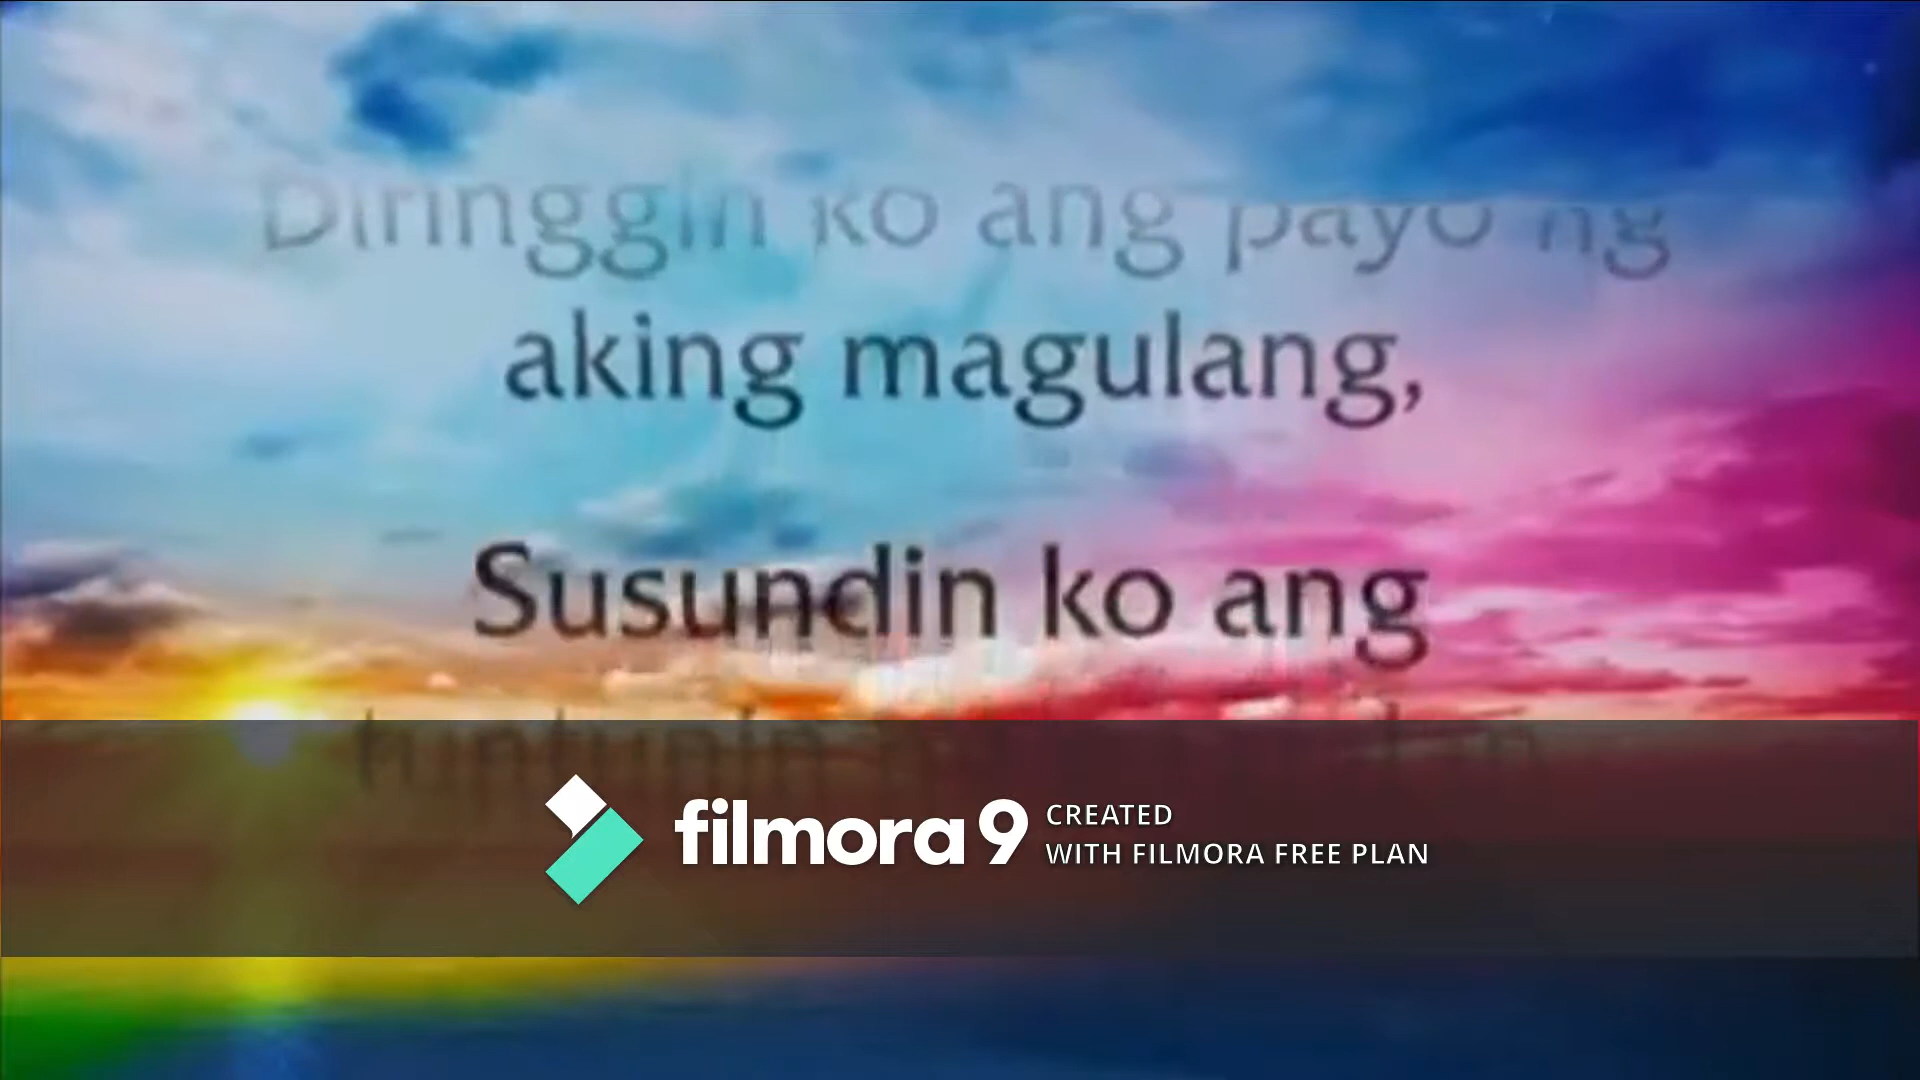 Diringgin ko ang payo ng
aking magulang,
Susundin ko ang
filmora 9
CREATED
WITH FILMORA FREE PLAN